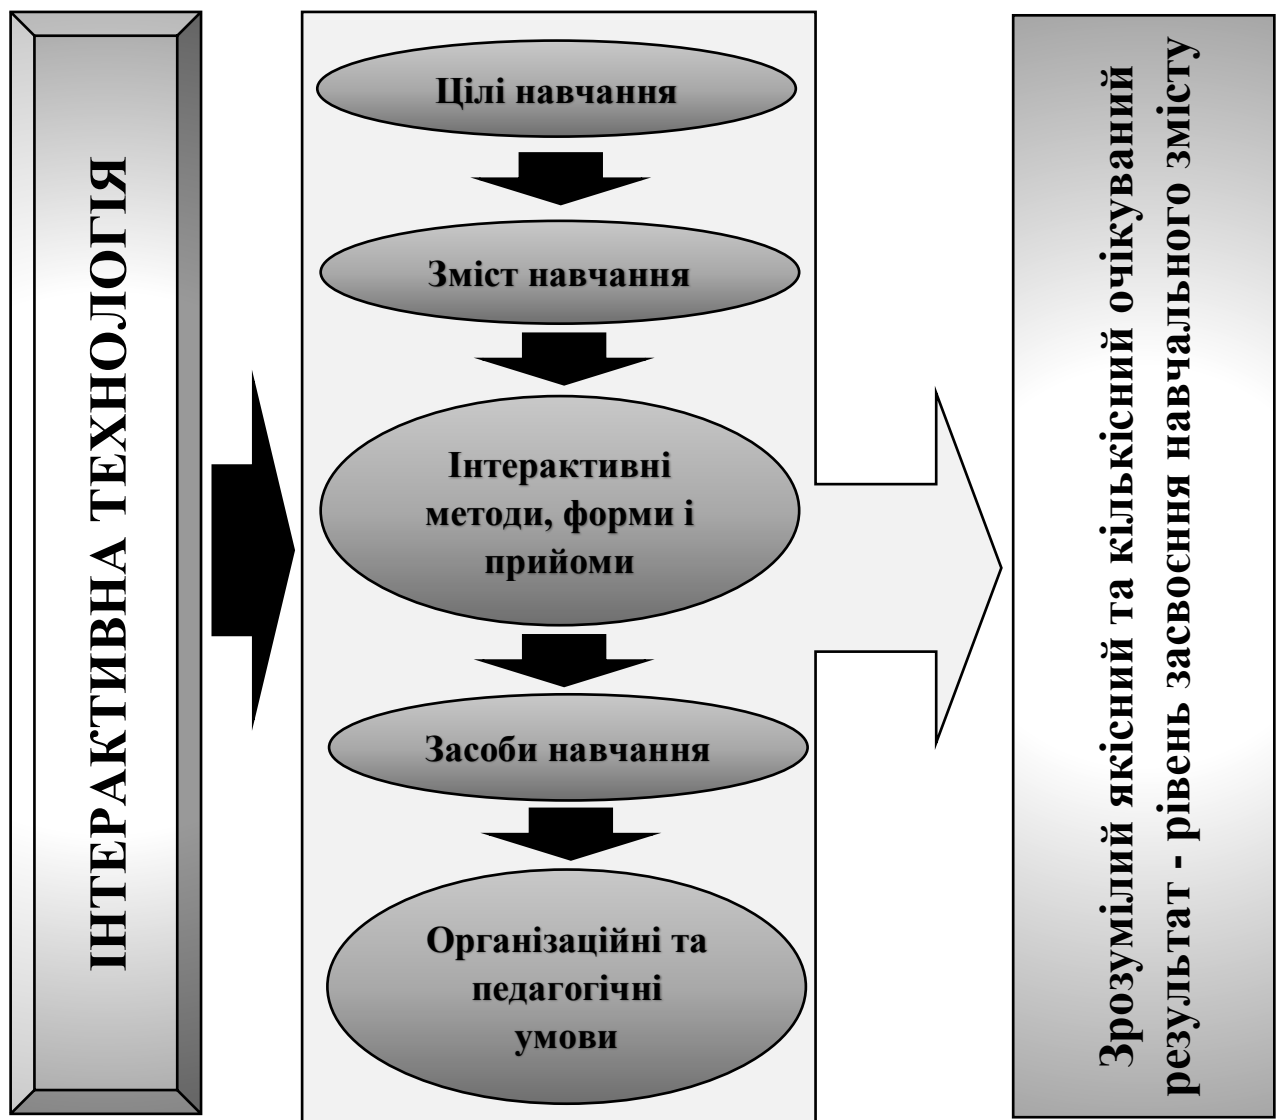 ІНТЕРАКТИВНА ТЕХНОЛОГІЯ
Цілі навчання
Зміст навчання
Інтерактивні
методи, форми і
прийоми
Засоби навчання
Організаційні та
педагогічні
умови
Зрозумілий якісний та кількісний очікуваний
результат - рівень засвоєння навчального змісту